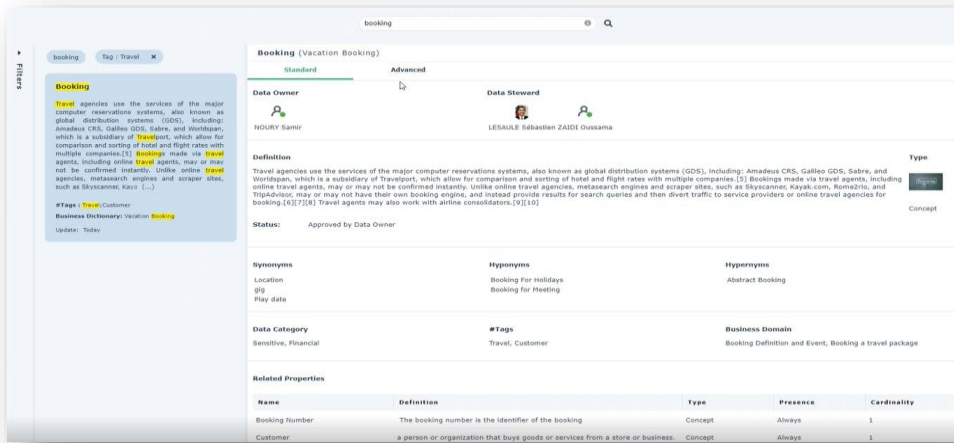 booking
Filters
booking
Tag : Travel ×
Booking
Travel agencies use the services of the major
computer reservations systems, also known as
global distribution systems (GDS), including:
Amadeus CRS, Galileo GDS, Sabre, and Worldspan,
which is a subsidiary of Travelport, which allow for
comparison and sorting of hotel and flight rates with
multiple companies.[5] Bookings made via travel
agents, including online travel agents, may or may
not be confirmed instantly. Unlike online travel
agencies, metasearch engines and scraper sites,
such as Skyscanner, Kaya (...)
#Tags : Travel;Customer
Business Dictionary: Vacation Booking
Update: Today
Booking (Vacation Booking)
Standard Advanced
Data Owner Data Steward
NOURY Samir LESAULE Sébastien ZAIDI Oussama
Definition Type
Travel agencies use the services of the major computer reservations systems, also known as global distribution systems (GDS), including: Amadeus CRS, Galileo GDS, Sabre, and
Worldspan, which is a subsidiary of Travelport, which allow for comparison and sorting of hotel and flight rates with multiple companies.[5] Bookings made via travel agents, including
online travel agents, may or may not be confirmed instantly. Unlike online travel agencies, metasearch engines and scraper sites, such as Skyscanner, Kayak.com, Rome2rio, and
TripAdvisor, may or may not have their own booking engine, and instead provide results for search queries and then divert traffic to service providers or online travel agencies for
booking.[6][7][8] Travel agents may also work with airline consolidators.[9][10]
Concept
Status: Approved by Data Owner
Synonyms Hyponyms Hypernyms
Location Booking For Holidays Abstract Booking
gig Booking for Meeting
Play date
Data Category #Tags Business Domain
Sensitive, Financial Travel, Customer Booking Definition and Event, Booking a travel package
Related Properties
Name Definition Type Presence Cardinality
Booking Number The booking number is the identifier of the booking Concept Always 1
Customer a person or organization that buys goods or services from a store or business. Concept Always 1